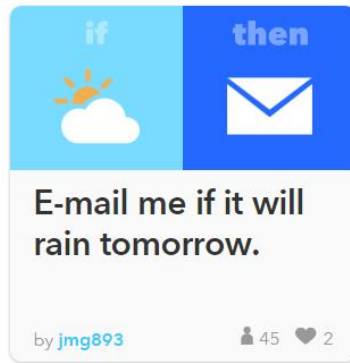 if then
E-mail me if it will
rain tomorrow.
by jmg893 45 2